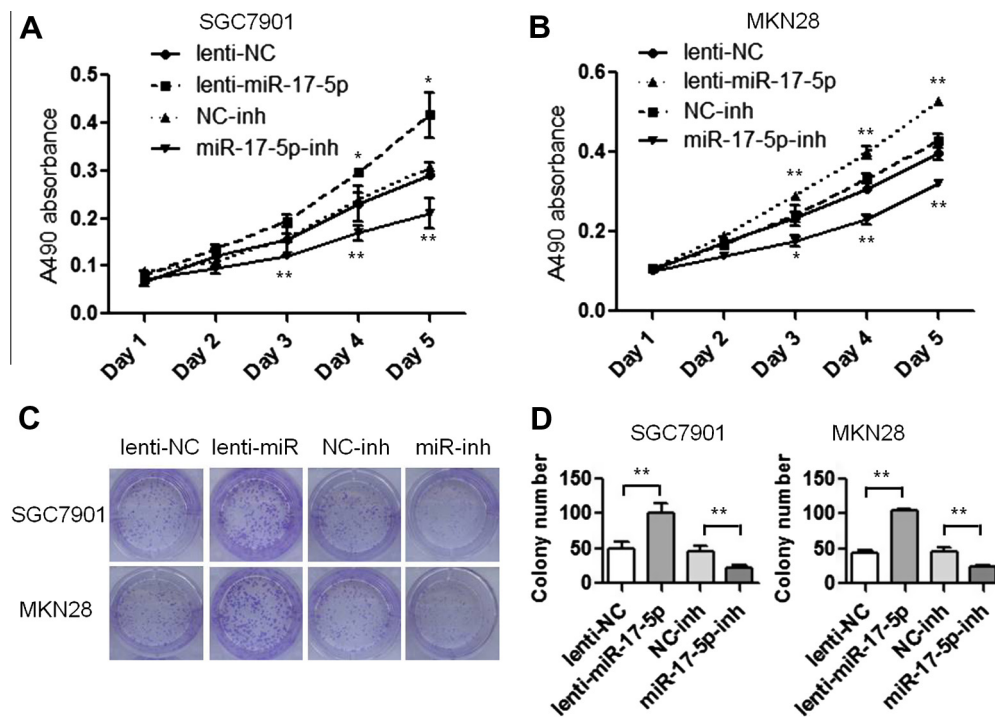 A
SGC7901
lenti-NC
lenti-miR-17-5p
NC-inh
miR-17-5p-inh
A490 absorbance
0.5
0.4
0.3
0.2
0.1
0.0
*
*
**
**
**
Day 1
Day 2
Day 3
Day 4
Day 5
B
MKN28
lenti-NC
lenti-miR-17-5p
NC-inh
miR-17-5p-inh
A490 absorbance
0.6
0.4
0.2
0.0
**
**
**
*
**
**
Day 1
Day 2
Day 3
Day 4
Day 5
C
lenti-NC lenti-miR NC-inh miR-inh
SGC7901
MKN28
D
SGC7901
Colony number
150
100
50
0
**
**
lenti-NC
lenti-miR-17-5p
NC-inh
miR-17-5p-inh
MKN28
Colony number
150
100
50
0
**
**
lenti-NC
lenti-miR-17-5p
NC-inh
miR-17-5p-inh